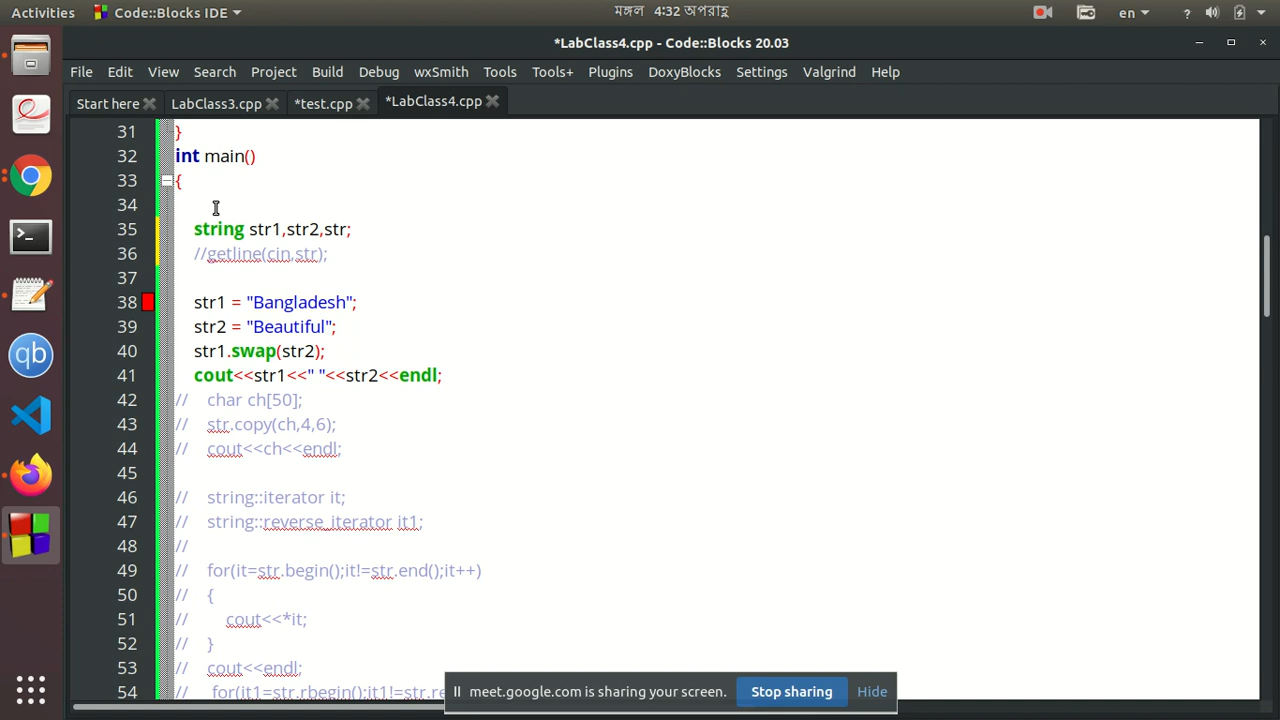 Activities Code::Blocks IDE মঙ্গল 4:32 অপরাহ্ণ en ?
*LabClass4.cpp - Code::Blocks 20.03
File Edit View Search Project Build Debug wxSmith Tools Tools+ Plugins DoxyBlocks Settings Valgrind Help
Start here LabClass3.cpp *test.cpp *LabClass4.cpp
31 }
32 int main()
33 {
34
35 string str1,str2,str;
36 //getline(cin,str);
37
38 str1 = "Bangladesh";
39 str2 = "Beautiful";
40 str1.swap(str2);
41 cout<<str1<<" "<<str2<<endl;
42 // char ch[50];
43 // str.copy(ch,4,6);
44 // cout<<ch<<endl;
45
46 // string::iterator it;
47 // string::reverse_iterator it1;
48 //
49 // for(it=str.begin();it!=str.end();it++)
50 // {
51 // cout<<*it;
52 // }
53 // cout<<endl;
54 // for(it1=str.rbegin();it1!=str.re
meet.google.com is sharing your screen. Stop sharing Hide
qb